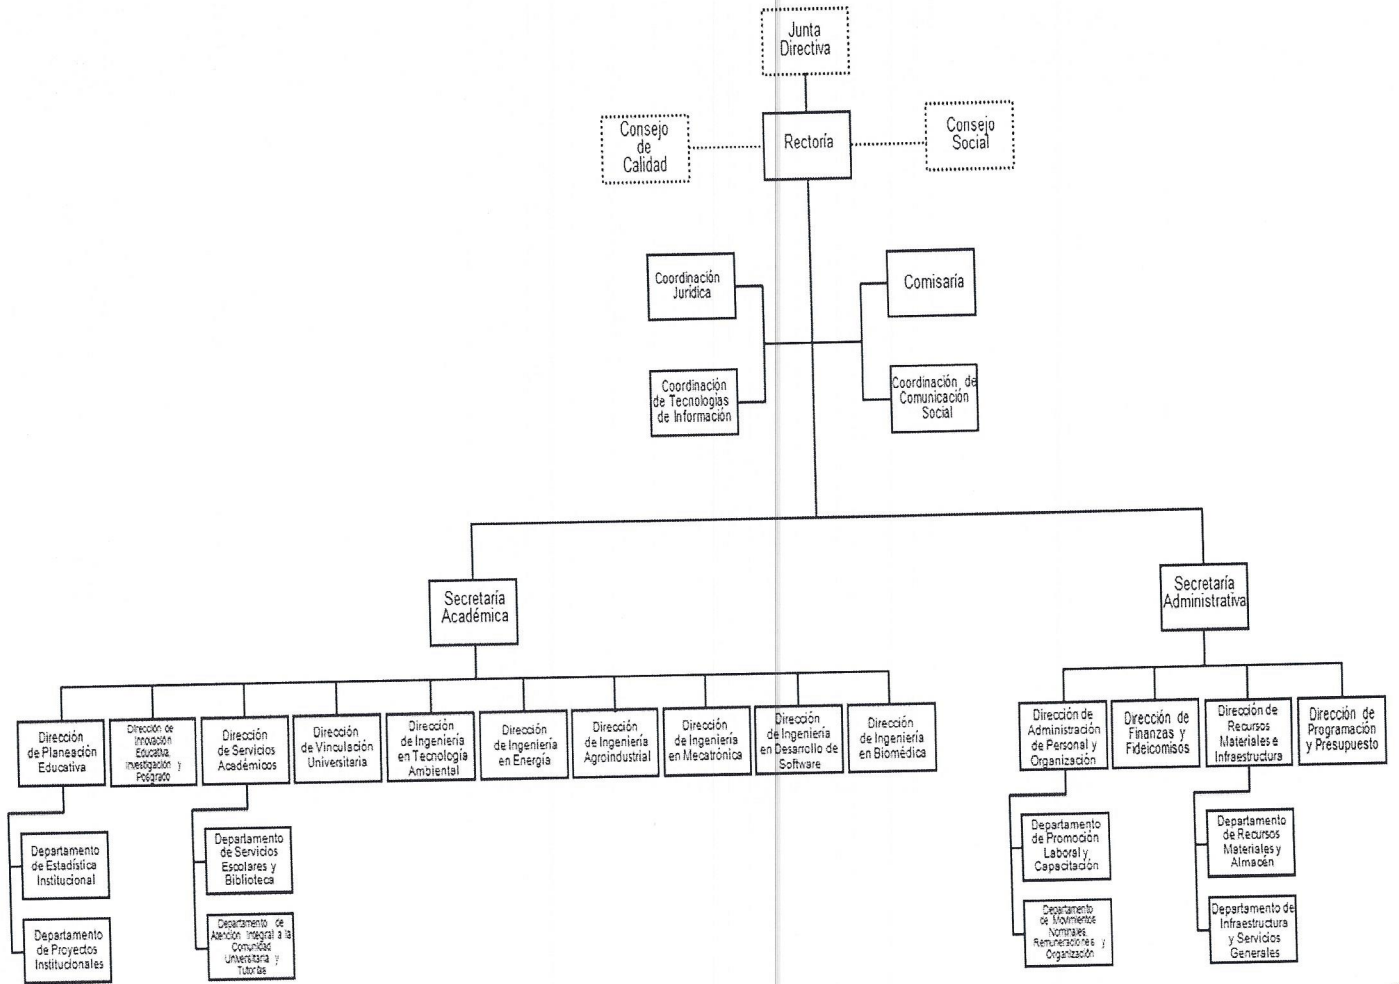 Junta
Directiva
Consejo
de
Calidad
Rectoría
Consejo
Social
Coordinación
Jurídica
Comisaría
Coordinación
de Tecnologías
de Información
Coordinación de
Comunicación
Social
Secretaría
Académica
Secretaría
Administrativa
Dirección
de Planeación
Educativa
Dirección de
Innovación
Educativa,
Investigación y
Posgrado
Dirección
de Servicios
Académicos
Dirección
de Vinculación
Universitaria
Dirección
de Ingeniería
en Tecnología
Ambiental
Dirección
de Ingeniería
en Energía
Dirección
de Ingeniería
Agroindustrial
Dirección
de Ingeniería
en Mecatrónica
Dirección
de Ingeniería
en Desarrollo de
Software
Dirección
de Ingeniería
en Biomédica
Dirección de
Administración
de Personal y
Organización
Dirección de
Finanzas y
Fideicomisos
Dirección de
Recursos
Materiales e
Infraestructura
Dirección de
Programación
y Presupuesto
Departamento
de Estadística
Institucional
Departamento
de Proyectos
Institucionales
Departamento
de Servicios
Escolares y
Biblioteca
Departamento de
Atención Integral a la
Comunidad
Universitaria y
Tutorías
Departamento
de Promoción
Laboral y
Capacitación
Departamento
de Movimientos
Nominales,
Remuneraciones y
Organización
Departamento
de Recursos
Materiales y
Almacén
Departamento de
Infraestructura
y Servicios
Generales